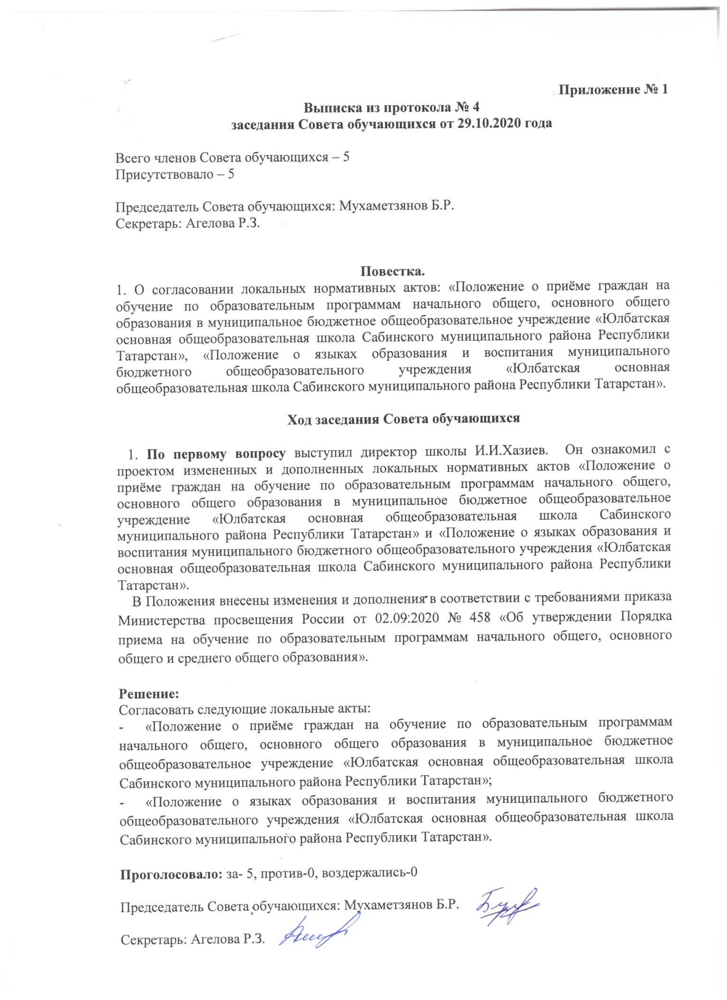 Приложение № 1
Выписка из протокола № 4
заседания Совета обучающихся от 29.10.2020 года
Всего членов Совета обучающихся – 5
Присутствовало – 5
Председатель Совета обучающихся: Мухаметзянов Б.Р.
Секретарь: Агелова Р.З.
Повестка.
1. О согласовании локальных нормативных актов: «Положение о приёме граждан на
обучение по образовательным программам начального общего, основного общего
образования в муниципальное бюджетное общеобразовательное учреждение «Юлбатская
основная общеобразовательная школа Сабинского муниципального района Республики
Татарстан», «Положение о языках образования и воспитания муниципального
бюджетного общеобразовательного учреждения «Юлбатская основная
общеобразовательная школа Сабинского муниципального района Республики Татарстан».
Ход заседания Совета обучающихся
1. По первому вопросу выступил директор школы И.И.Хазиев. Он ознакомил с
проектом измененных и дополненных локальных нормативных актов «Положение о
приёме граждан на обучение по образовательным программам начального общего,
основного общего образования в муниципальное бюджетное общеобразовательное
учреждение «Юлбатская основная общеобразовательная школа Сабинского
муниципального района Республики Татарстан» и «Положение о языках образования и
воспитания муниципального бюджетного общеобразовательного учреждения «Юлбатская
основная общеобразовательная школа Сабинского муниципального района Республики
Татарстан».
В Положения внесены изменения и дополнения в соответствии с требованиями приказа
Министерства просвещения России от 02.09.2020 № 458 «Об утверждении Порядка
приема на обучение по образовательным программам начального общего, основного
общего и среднего общего образования».
Решение:
Согласовать следующие локальные акты:
- «Положение о приёме граждан на обучение по образовательным программам
начального общего, основного общего образования в муниципальное бюджетное
общеобразовательное учреждение «Юлбатская основная общеобразовательная школа
Сабинского муниципального района Республики Татарстан»;
- «Положение о языках образования и воспитания муниципального бюджетного
общеобразовательного учреждения «Юлбатская основная общеобразовательная школа
Сабинского муниципального района Республики Татарстан».
Проголосовало: за- 5, против-0, воздержались-0
Председатель Совета обучающихся: Мухаметзянов Б.Р.
Секретарь: Агелова Р.З.